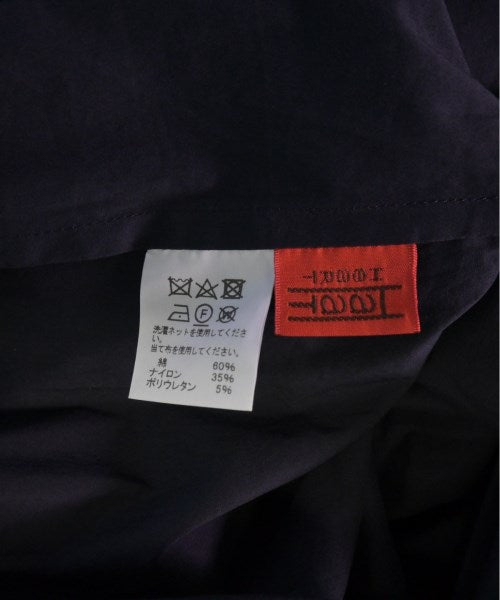 F
洗濯ネットを使用してくださ
い。
当て布を使用してください。
綿 60%
ナイロン 35%
ポリウレタン 5%